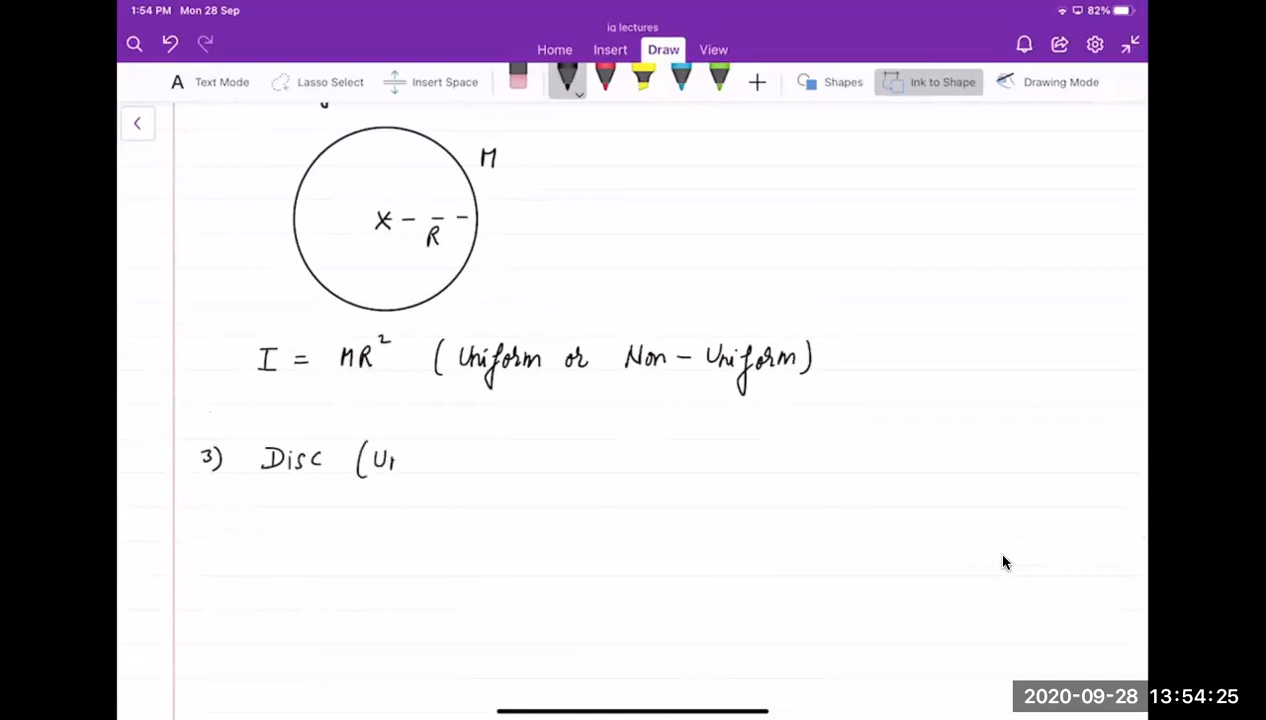 1:54 PM Mon 28 Sep
82%
iq lectures
Home Insert Draw View
A Text Mode Lasso Select Insert Space Shapes Ink to Shape Drawing Mode
M
X
R
I = MR²  ( Uniform or Non - Uniform )
3) Disc (Un
2020-09-28 13:54:25